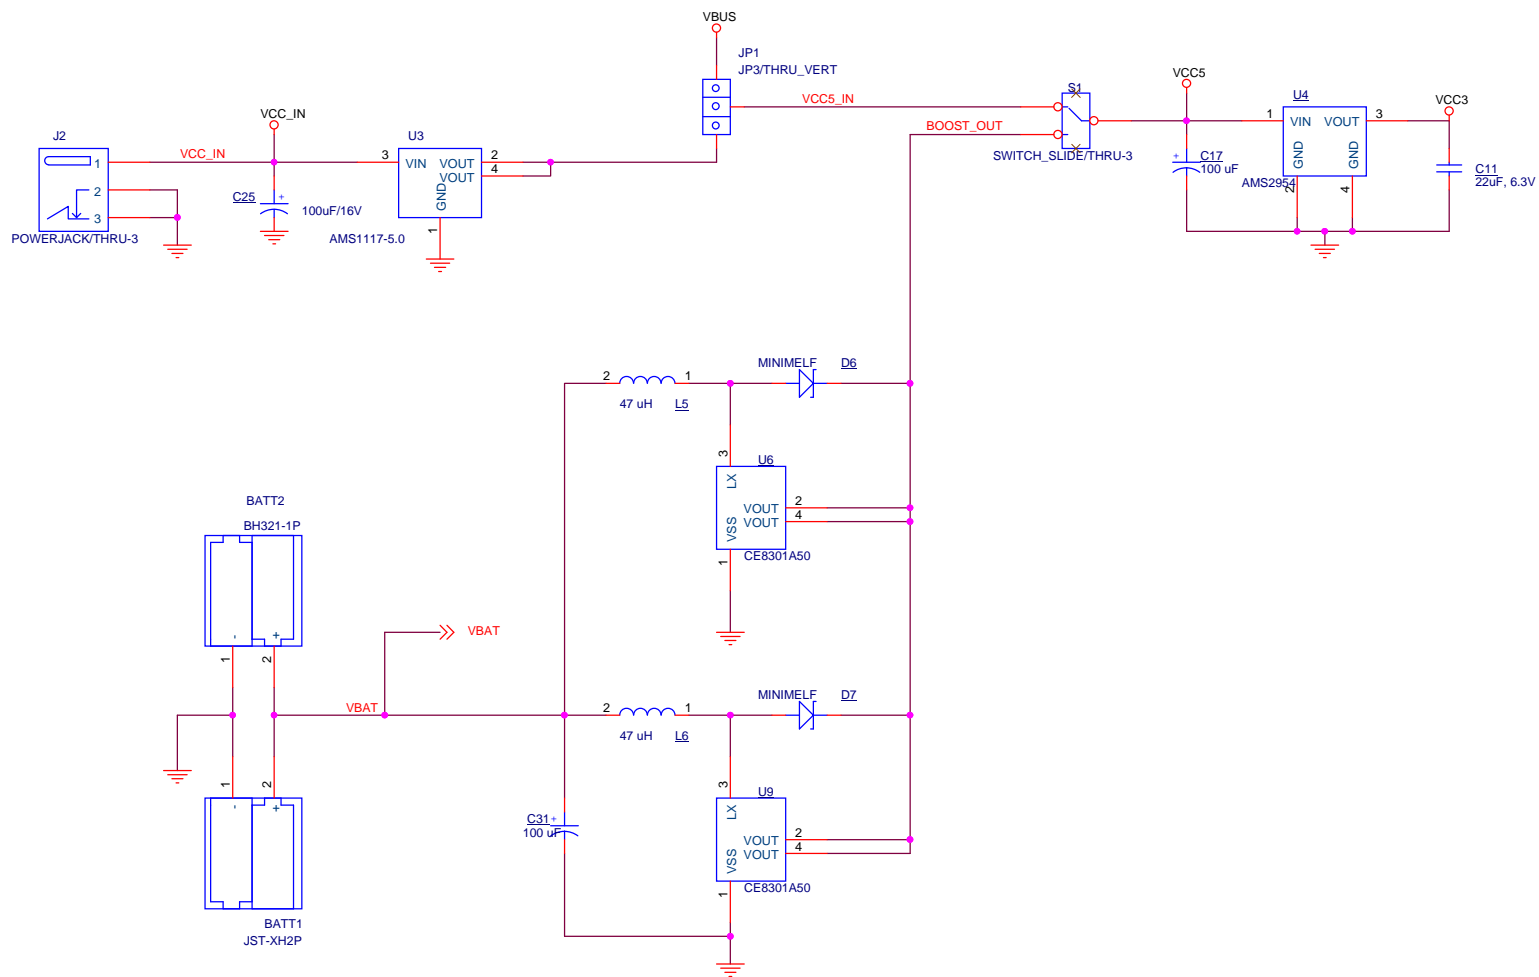 VBUS
JP1
JP3/THRU_VERT
VCC5_IN
BOOST_OUT
S1
SWITCH_SLIDE/THRU-3
VCC5
U4
1
VIN
VOUT
3
GND
GND
2
4
AMS2954
VCC3
+
C17
100 uF
C11
22uF, 6.3V
J2
1
2
3
POWERJACK/THRU-3
VCC_IN
VCC_IN
C25
+
100uF/16V
U3
3
VIN
VOUT
2
VOUT
4
GND
1
AMS1117-5.0
MINIMELF
D6
2
1
47 uH
L5
3
U6
LX
VOUT
2
VOUT
4
VSS
CE8301A50
1
BATT2
BH321-1P
-
+
1
2
VBAT
VBAT
MINIMELF
D7
2
1
47 uH
L6
3
U9
LX
VOUT
2
VOUT
4
VSS
CE8301A50
1
C31
+
100 uF
1
2
-
+
BATT1
JST-XH2P